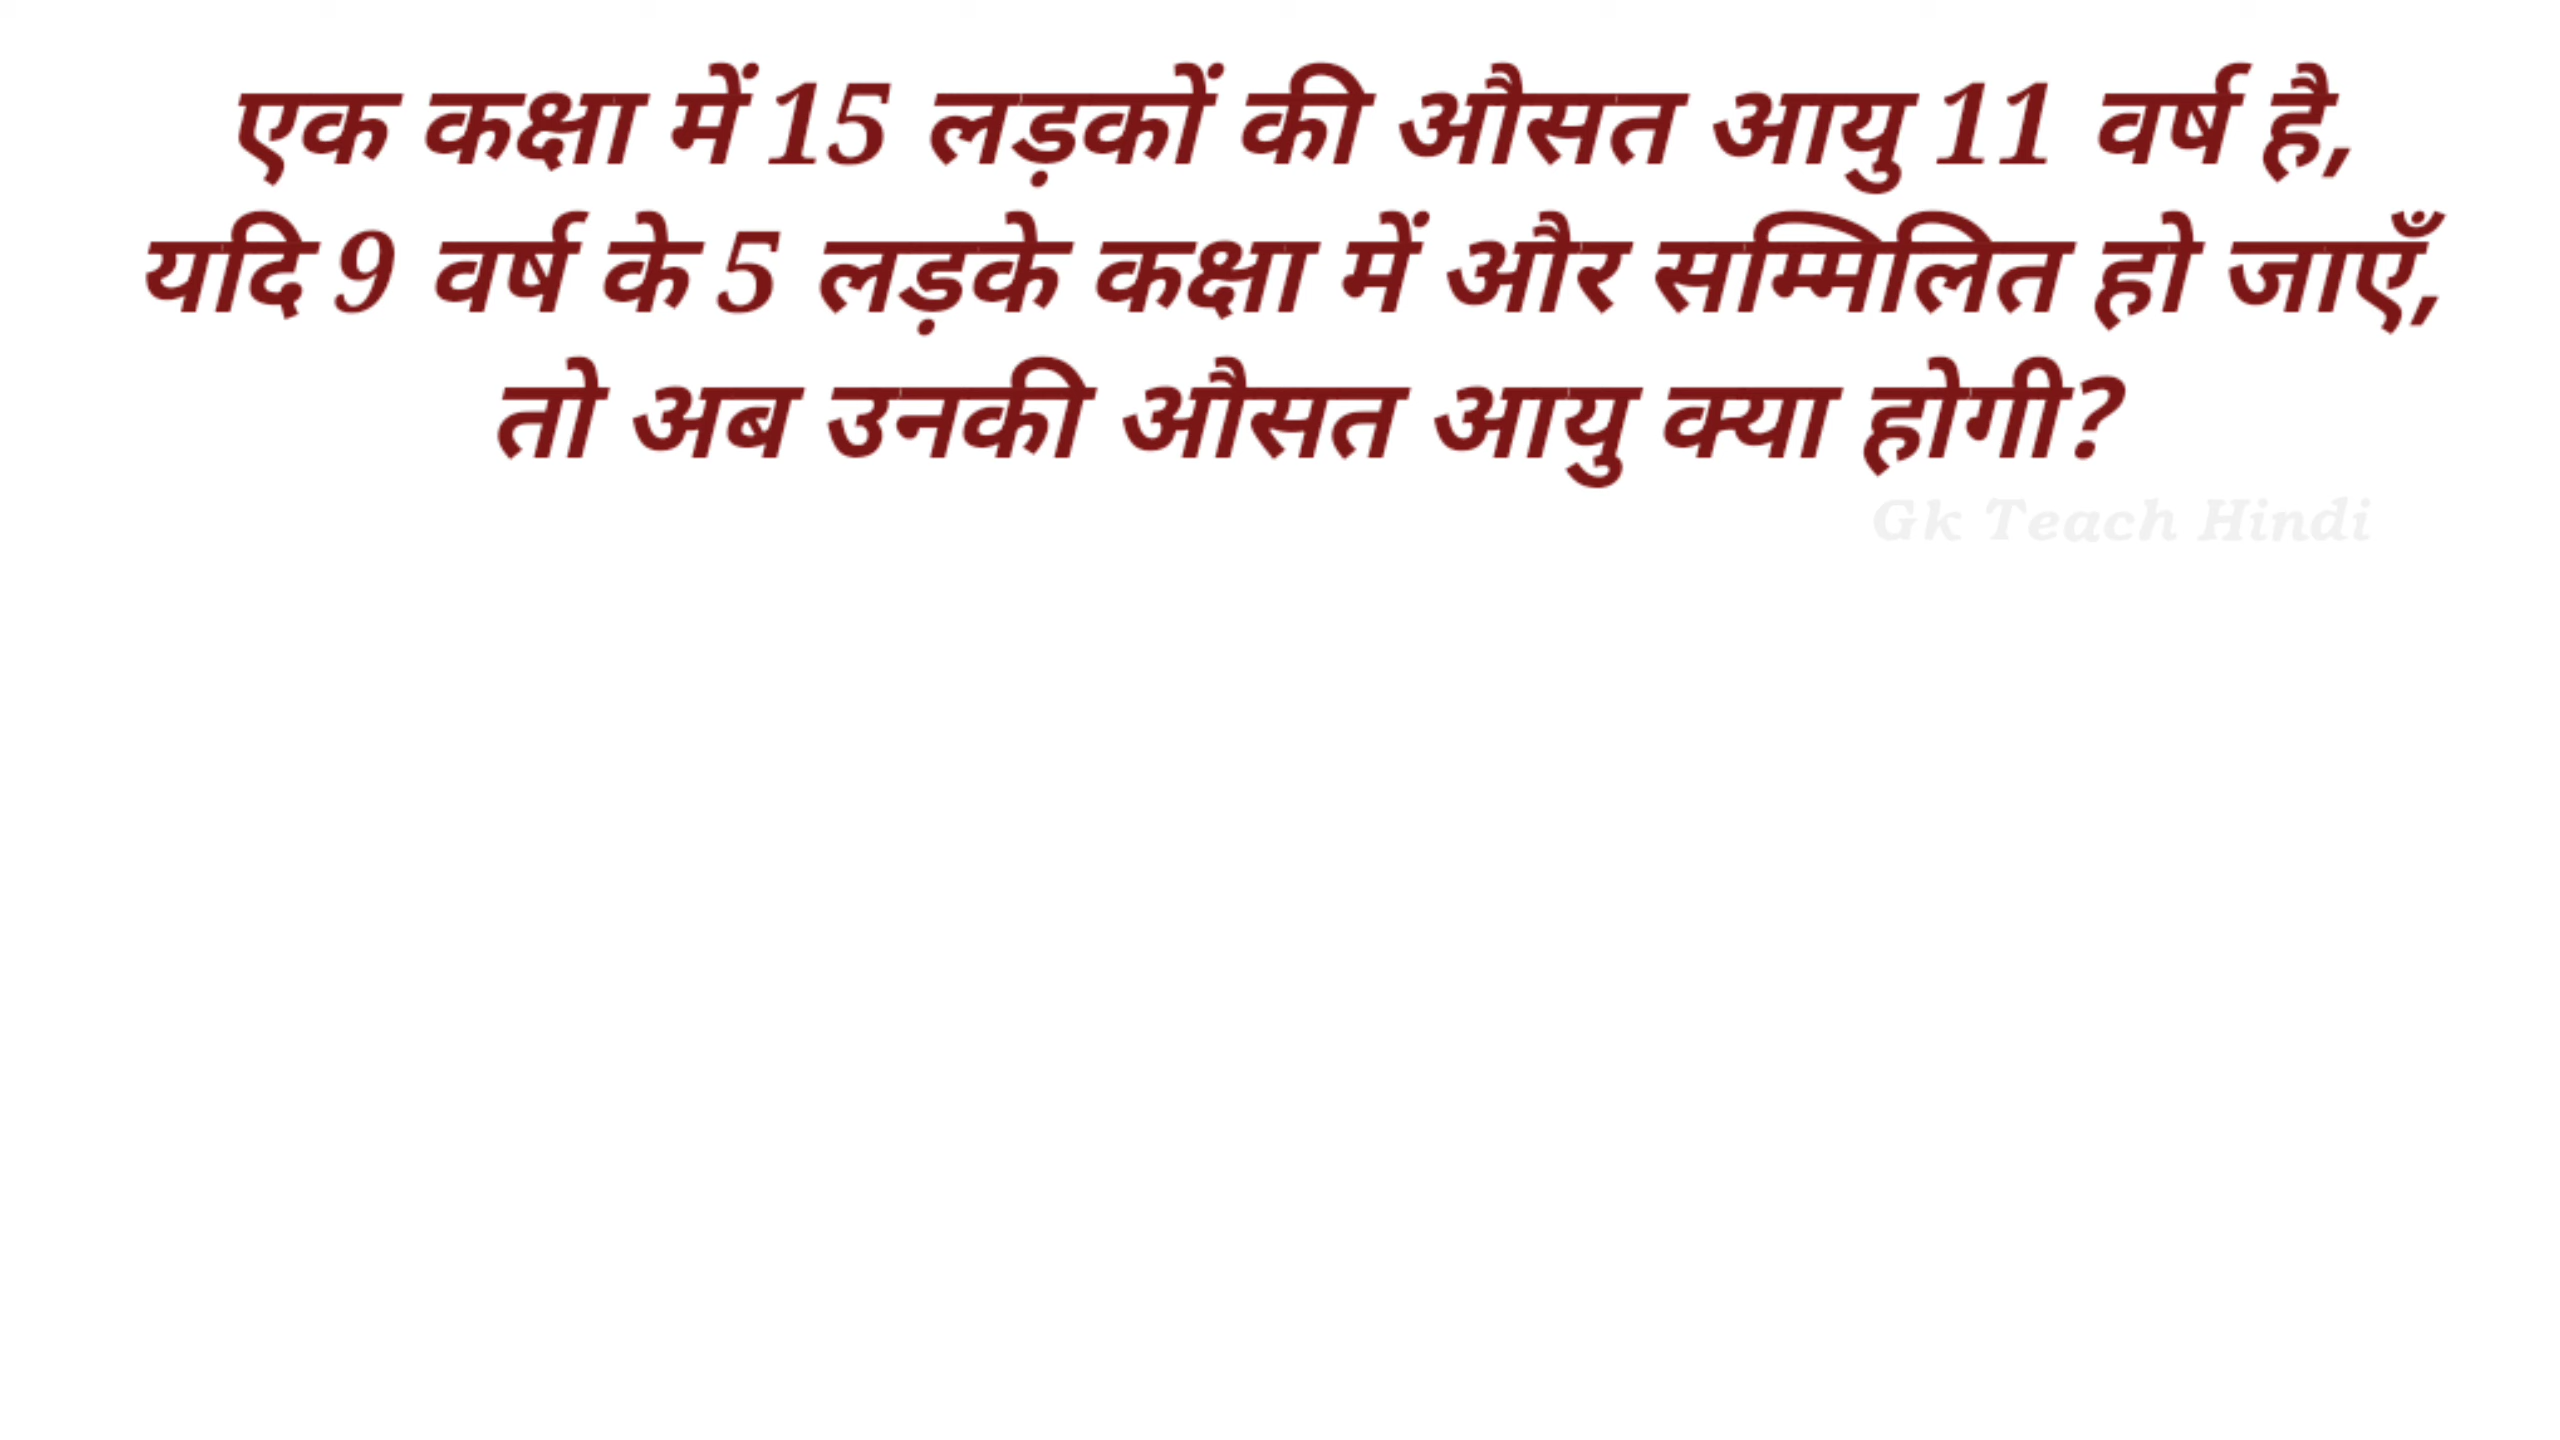 एक कक्षा में 15 लड़कों की औसत आयु 11 वर्ष है,
यदि 9 वर्ष के 5 लड़के कक्षा में और सम्मिलित हो जाएँ,
तो अब उनकी औसत आयु क्या होगी?
Gk Teach Hindi